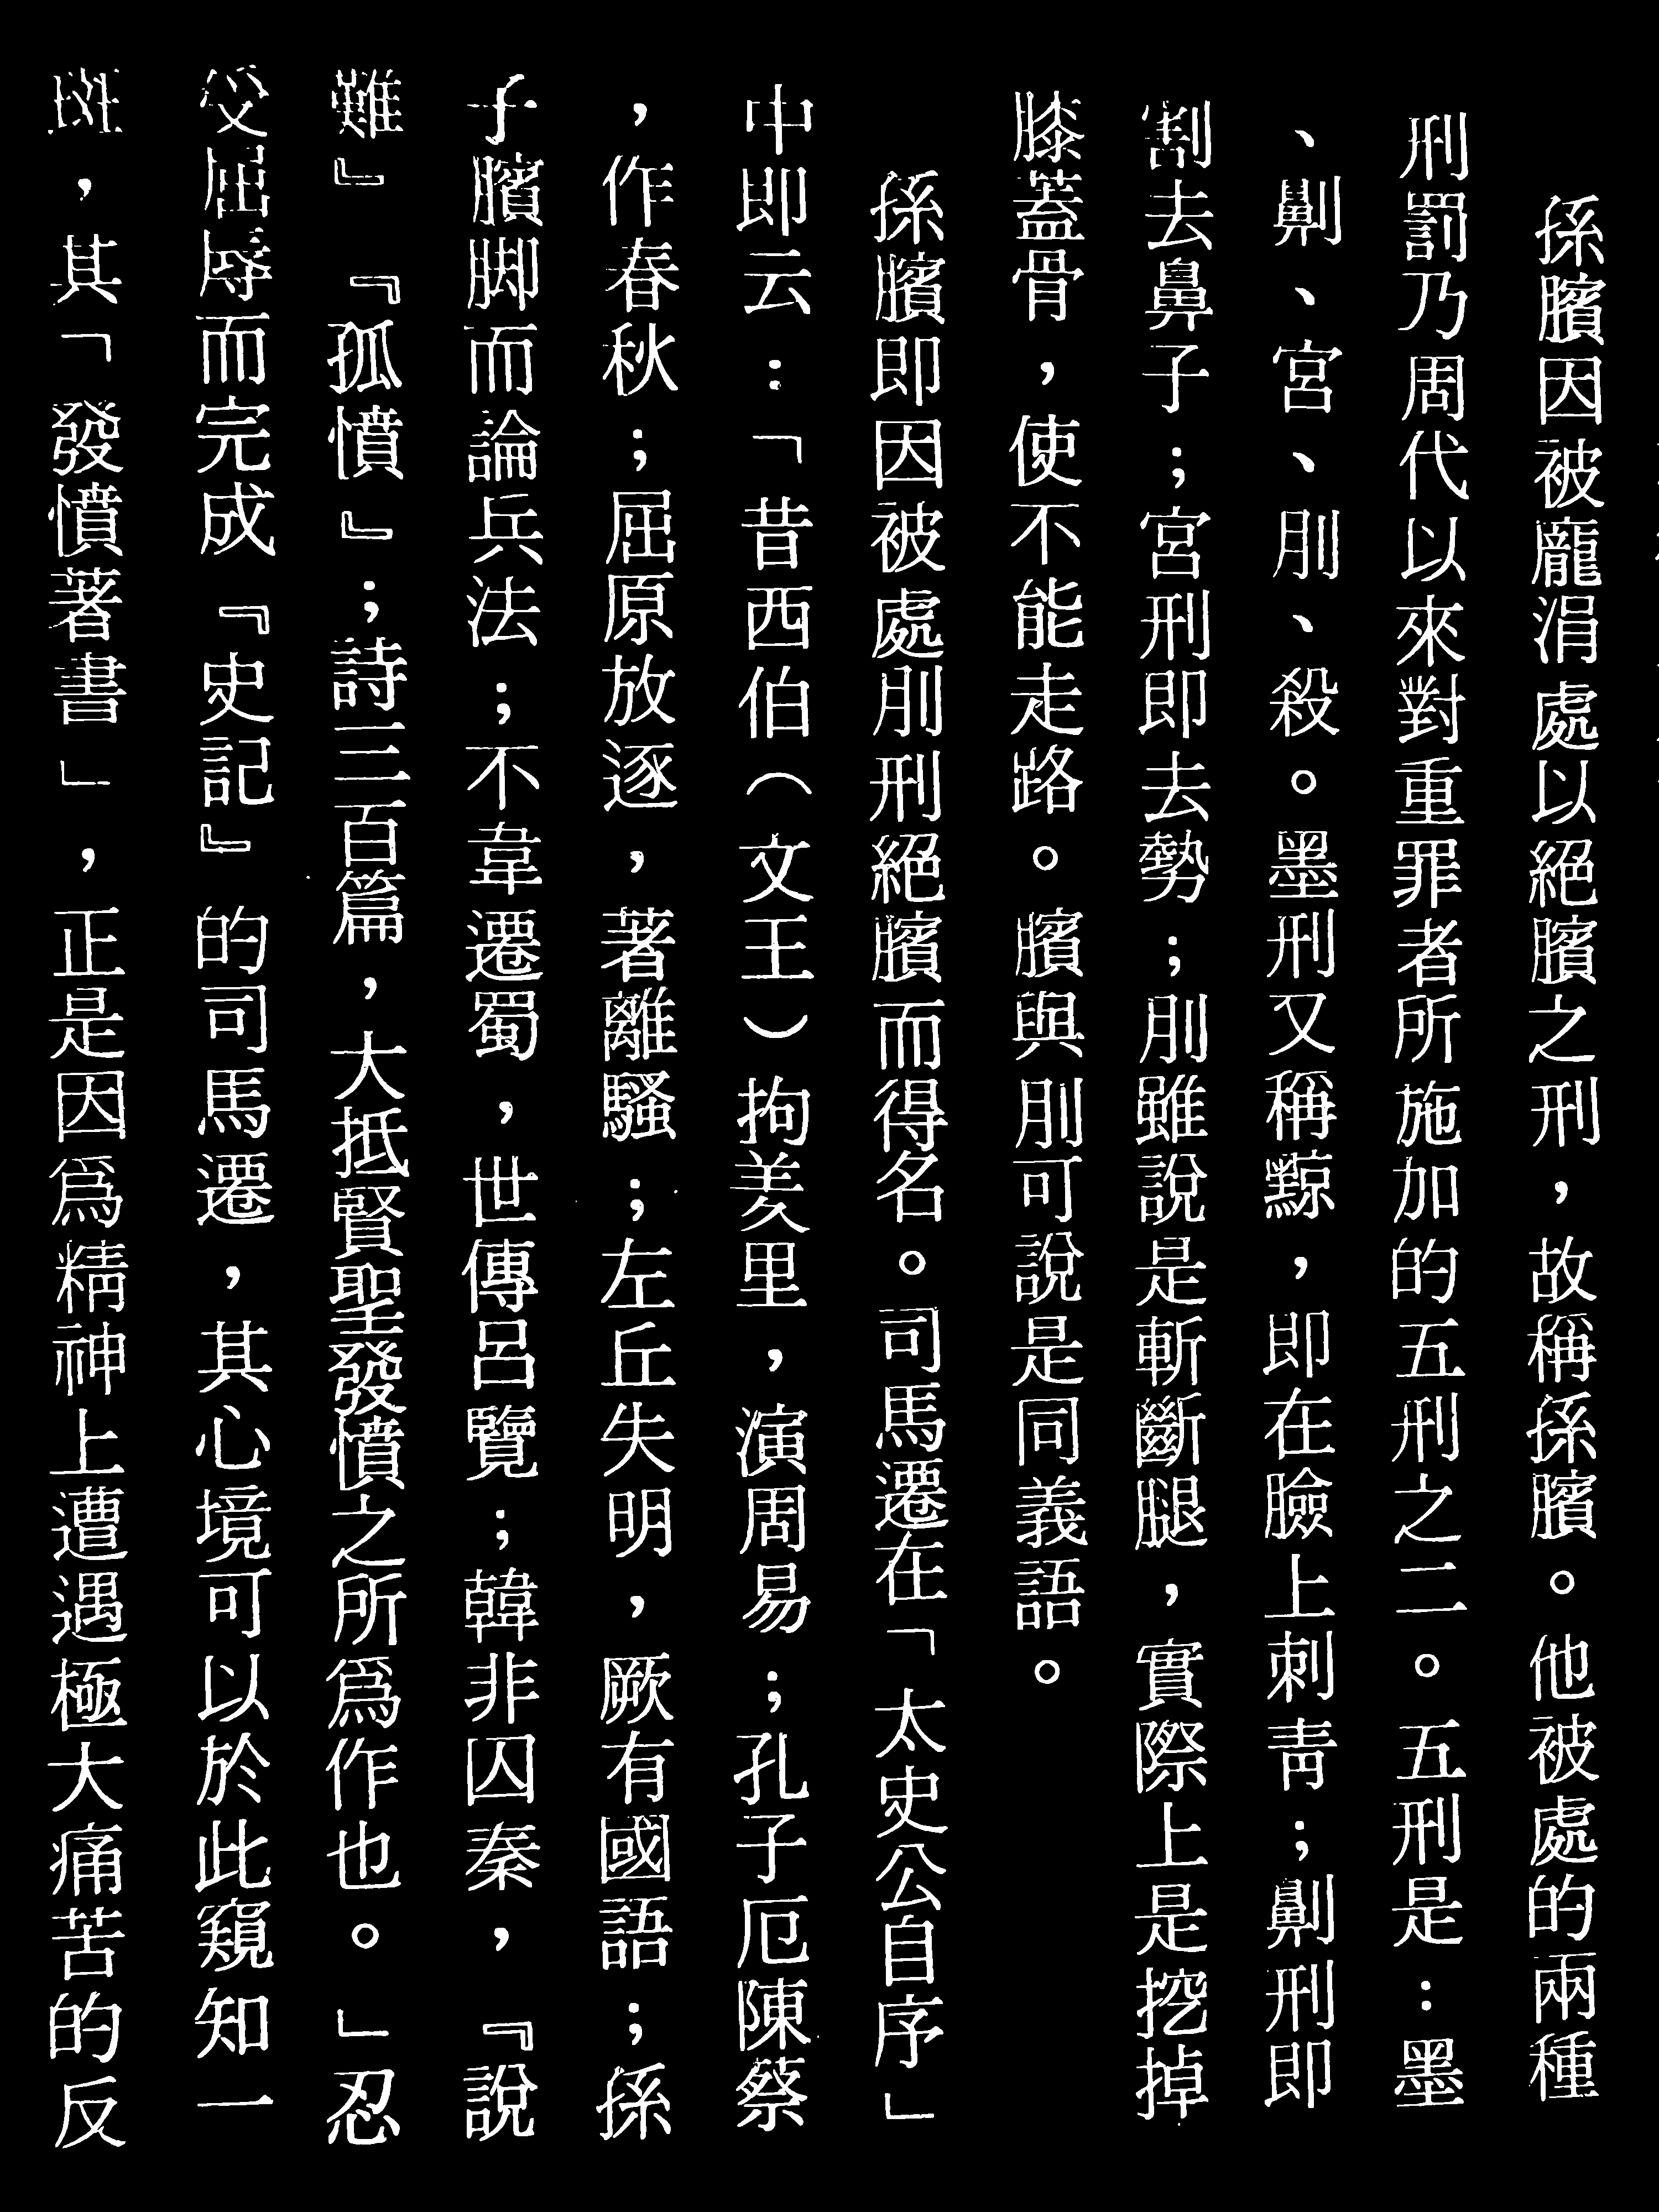 孫臏因被龐涓處以絕臏之刑，故稱孫臏。他被處的兩種
刑罰乃周代以來對重罪者所施加的五刑之二。五刑是：墨
、劓、宮、刖、殺。墨刑又稱黥，即在臉上刺靑；劓刑即
割去鼻子；宮刑即去勢；刖雖說是斬斷腿，實際上是挖掉
膝蓋骨，使不能走路。臏與刖可說是同義語。
孫臏即因被處刖刑絕臏而得名。司馬遷在「太史公自序」
中即云：「昔西伯（文王）拘羑里，演周易；孔子厄陳蔡
，作春秋；屈原放逐，著離騷；左丘失明，厥有國語；孫
子臏脚而論兵法；不韋遷蜀，世傳呂覽；韓非囚秦，『說
難』『孤憤』；詩三百篇，大抵賢聖發憤之所爲作也。」忍
受屈辱而完成『史記』的司馬遷，其心境可以於此窺知一
斑，其「發憤著書」，正是因爲精神上遭遇極大痛苦的反